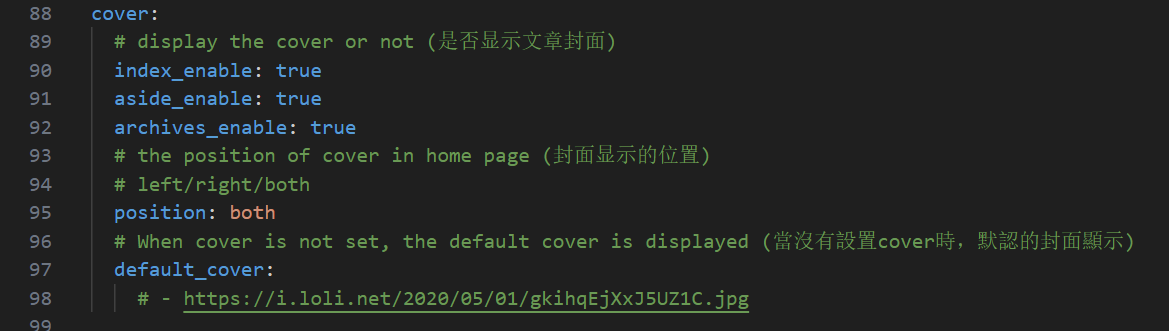 88 cover:
89 # display the cover or not (是否显示文章封面)
90 index_enable: true
91 aside_enable: true
92 archives_enable: true
93 # the position of cover in home page (封面显示的位置)
94 # left/right/both
95 position: both
96 # When cover is not set, the default cover is displayed (當沒有設置cover時，默認的封面顯示)
97 default_cover:
98 # - https://i.loli.net/2020/05/01/gkihqEjXxJ5UZ1C.jpg
99